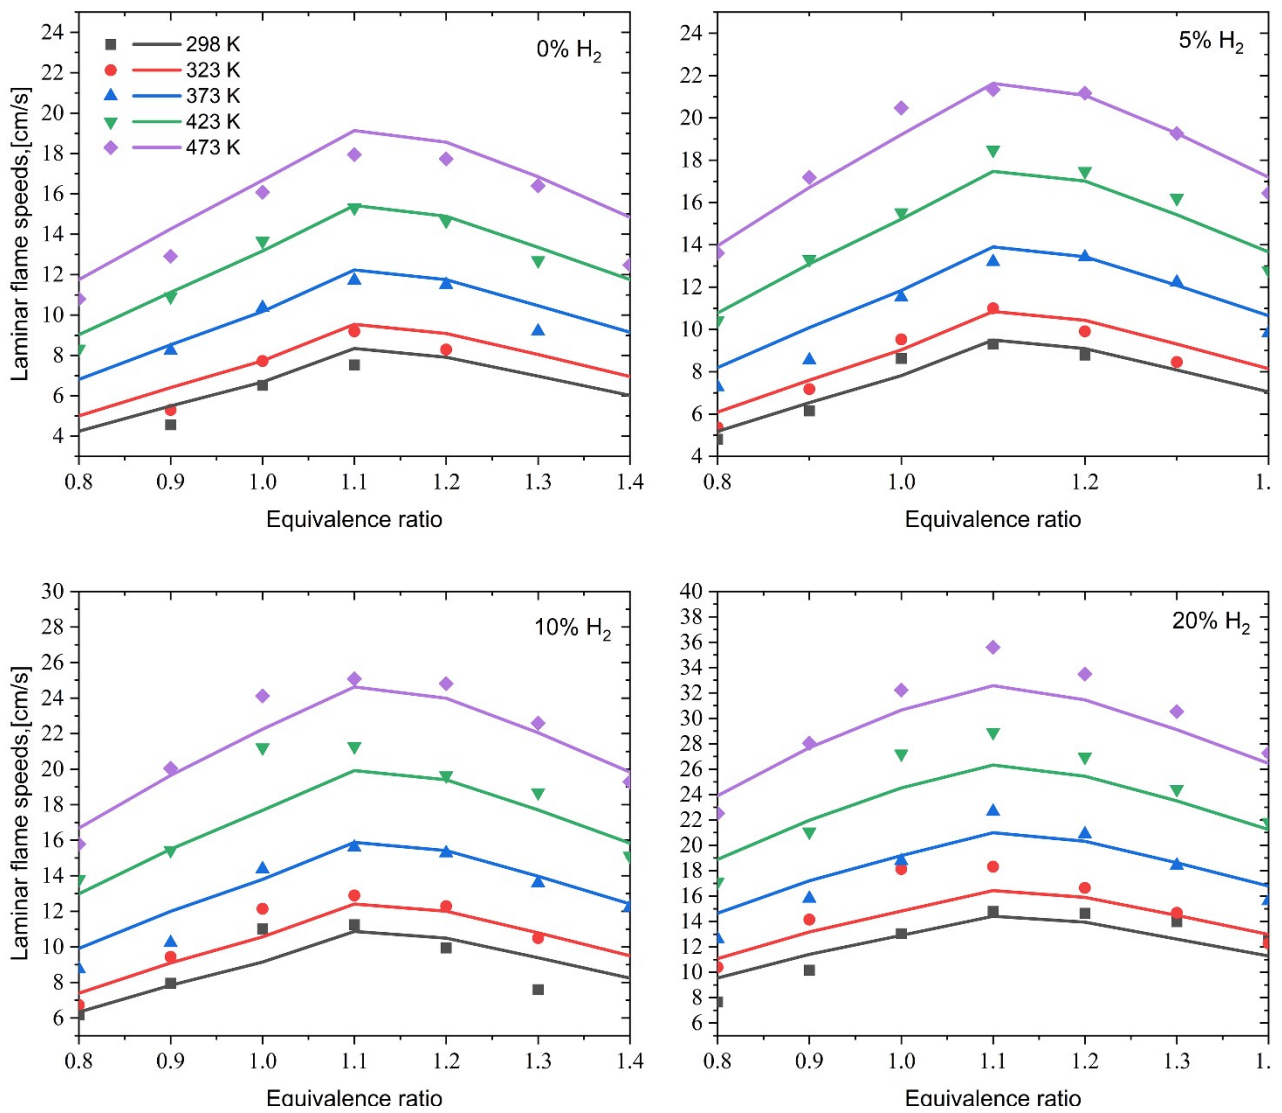 24
22
20
18
16
14
12
10
8
6
4
Laminar flame speeds,[cm/s]
298 K
323 K
373 K
423 K
473 K
0% H₂
0.8 0.9 1.0 1.1 1.2 1.3 1.4
Equivalence ratio
24
22
20
18
16
14
12
10
8
6
4
5% H₂
0.8 0.9 1.0 1.1 1.2 1.3 1.
Equivalence ratio
30
28
26
24
22
20
18
16
14
12
10
8
6
Laminar flame speeds,[cm/s]
10% H₂
0.8 0.9 1.0 1.1 1.2 1.3 1.4
Equivalence ratio
40
38
36
34
32
30
28
26
24
22
20
18
16
14
12
10
8
6
20% H₂
0.8 0.9 1.0 1.1 1.2 1.3 1.
Equivalence ratio